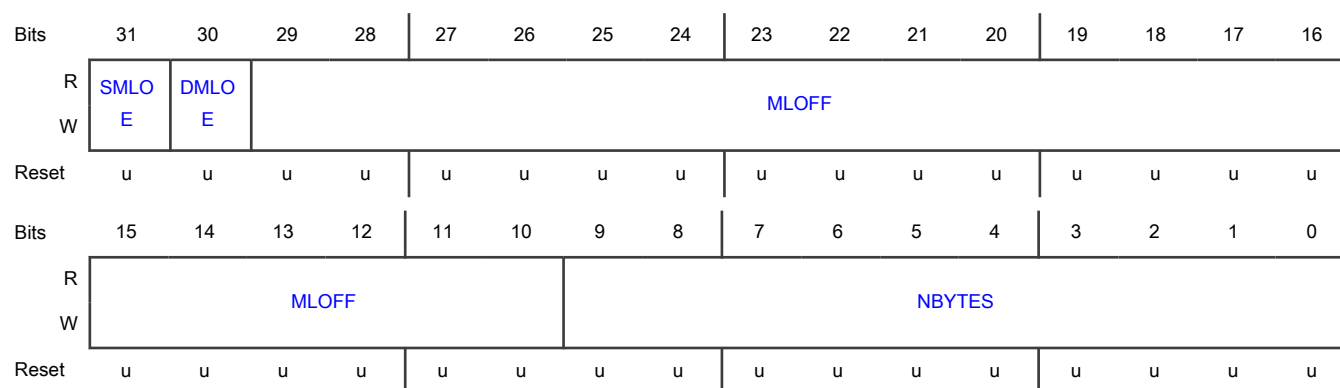 Bits 31 30 29 28 27 26 25 24 23 22 21 20 19 18 17 16
R
SMLO DMLO
MLOFF
E E
W
Reset u u u u u u u u u u u u u u u u
Bits 15 14 13 12 11 10 9 8 7 6 5 4 3 2 1 0
R
MLOFF NBYTES
W
Reset u u u u u u u u u u u u u u u u